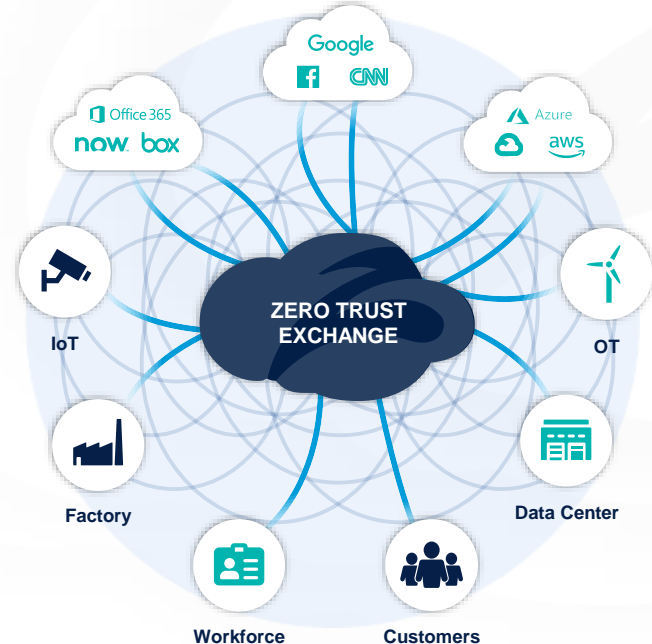 Google
f
CNN
Office 365
now box
Azure
aws
ZERO TRUST
EXCHANGE
IoT
OT
Factory
Data Center
Workforce
Customers